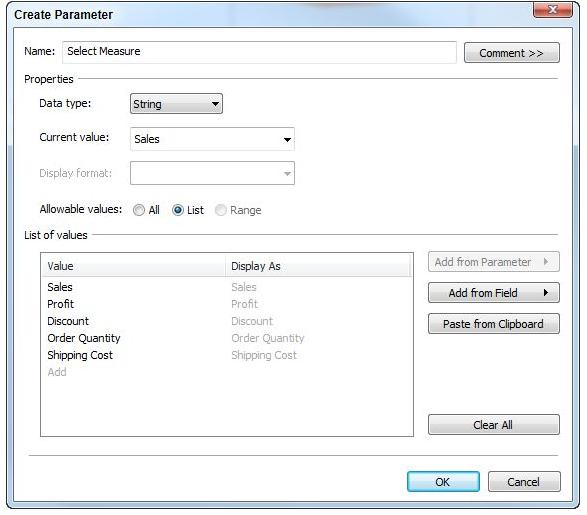 Create Parameter
Name: Select Measure Comment >>
Properties
Data type: String
Current value: Sales
Display format:
Allowable values: All List Range
List of values
Value Display As Add from Parameter
Sales Sales
Profit Profit Add from Field
Discount Discount
Order Quantity Order Quantity Paste from Clipboard
Shipping Cost Shipping Cost
Add
Clear All
OK Cancel